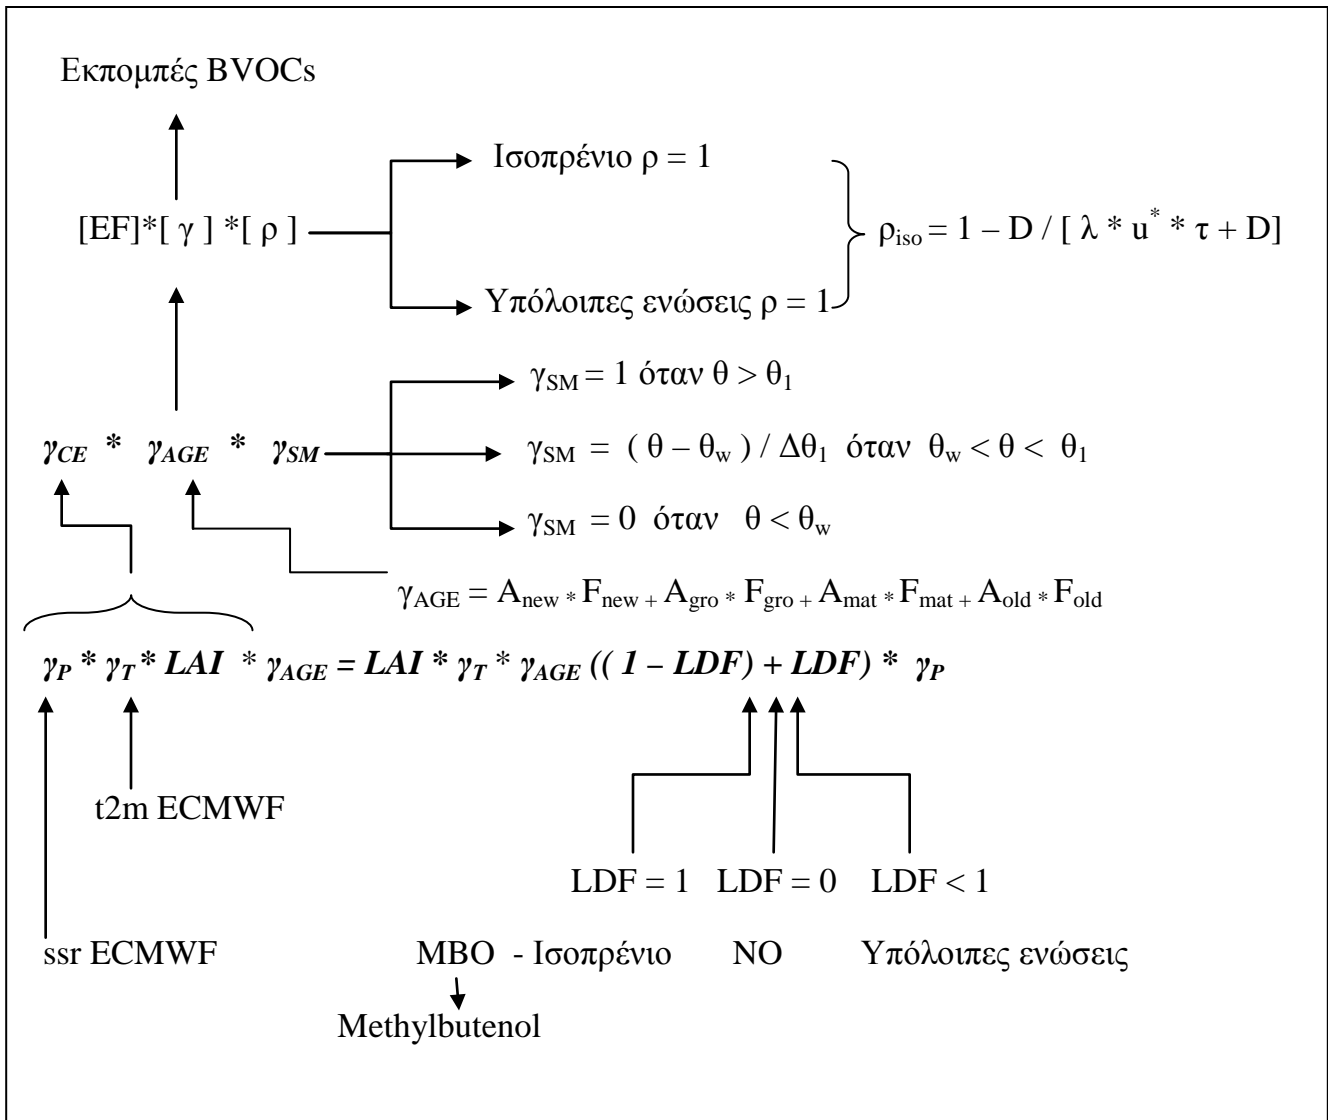 Εκπομπές BVOCs
Ισοπρένιο ρ = 1
[EF]*[ γ ] *[ ρ ]
ρiso = 1 – D / [ λ * u* * τ + D]
Υπόλοιπες ενώσεις ρ = 1
γSM = 1 όταν θ > θ1
γCE * γAGE * γSM
γSM = ( θ – θw ) / Δθ1 όταν θw < θ < θ1
γSM = 0 όταν θ < θw
γAGE = Anew * Fnew + Agro * Fgro + Amat * Fmat + Aold * Fold
γP * γT * LAI * γAGE = LAI * γT * γAGE (( 1 – LDF) + LDF) * γP
t2m ECMWF
LDF = 1 LDF = 0 LDF < 1
ssr ECMWF
MBO - Ισοπρένιο NO Υπόλοιπες ενώσεις
Methylbutenol